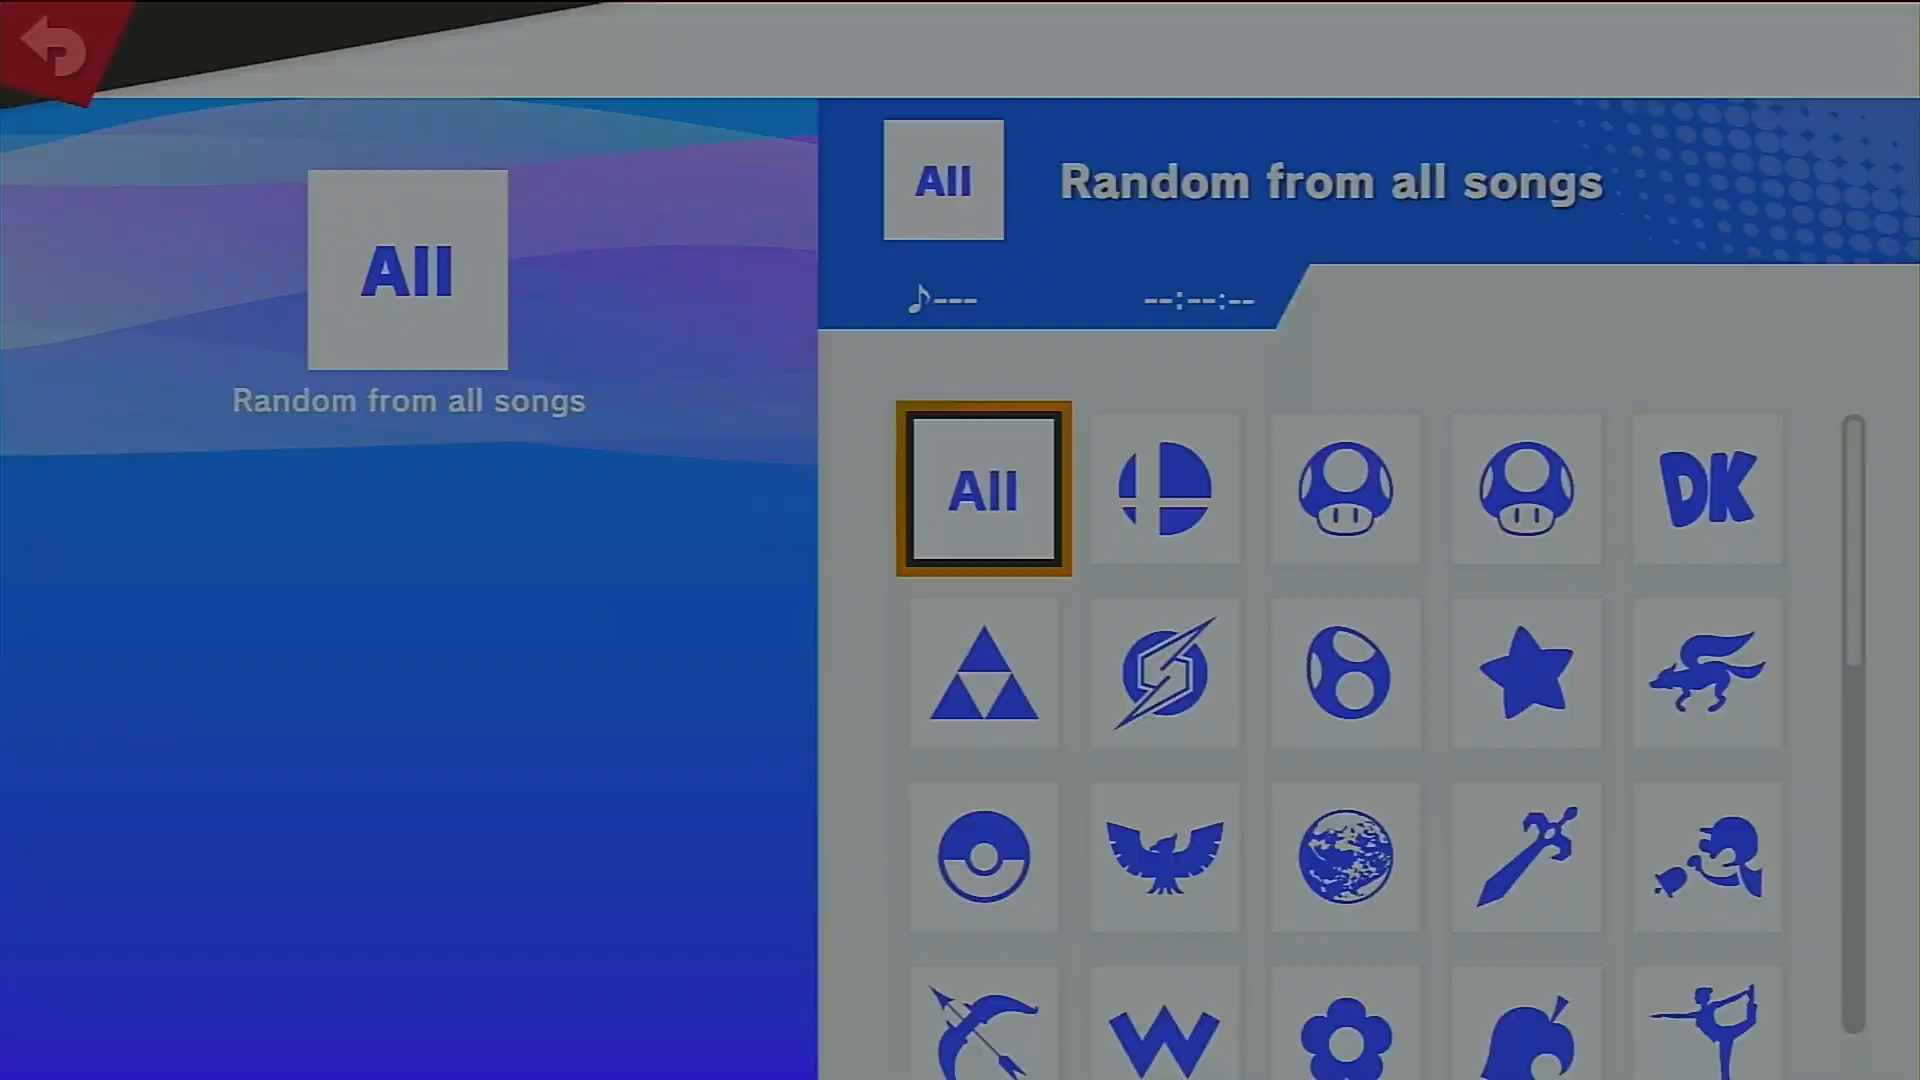 All
Random from all songs
All
Random from all songs
♪---
--:--:--
All
DK
W